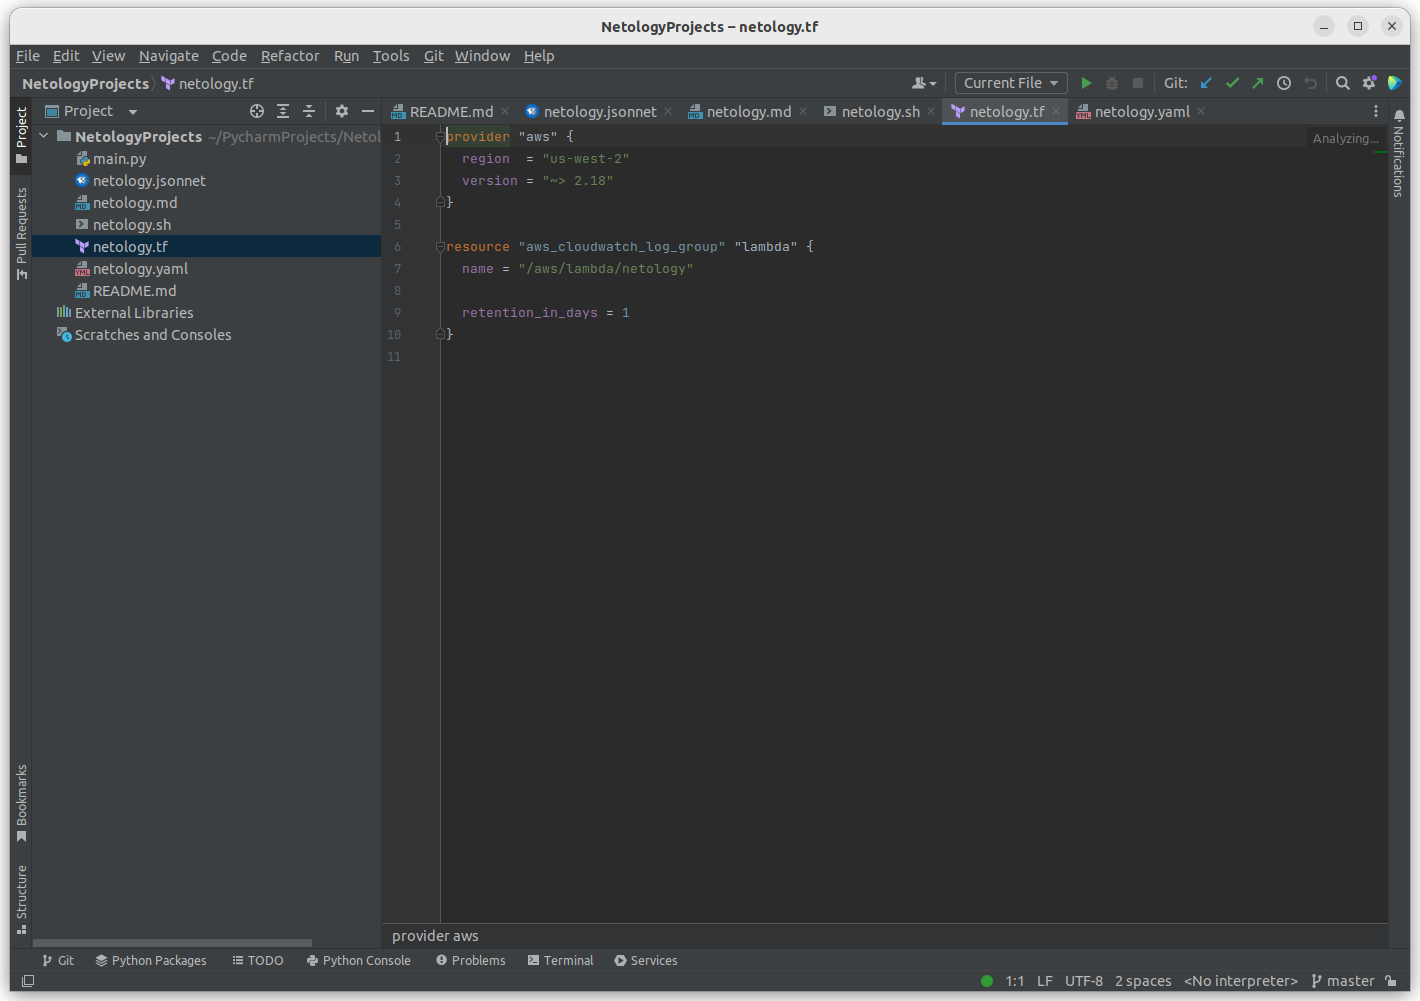 NetologyProjects – netology.tf
File Edit View Navigate Code Refactor Run Tools Git Window Help
NetologyProjects netology.tf Current File Git:
Project
README.md netology.jsonnet netology.md netology.sh netology.tf netology.yaml
Project
Pull Requests
Bookmarks
Structure
NetologyProjects ~/PycharmProjects/Netol
main.py
netology.jsonnet
netology.md
netology.sh
netology.tf
netology.yaml
README.md
External Libraries
Scratches and Consoles
1 provider "aws" {
2 region  = "us-west-2"
3 version = "~> 2.18"
4 }
5
6 resource "aws_cloudwatch_log_group" "lambda" {
7 name = "/aws/lambda/netology"
8
9 retention_in_days = 1
10 }
11
Analyzing...
Notifications
provider aws
Git Python Packages TODO Python Console Problems Terminal Services
1:1 LF UTF-8 2 spaces <No interpreter> master